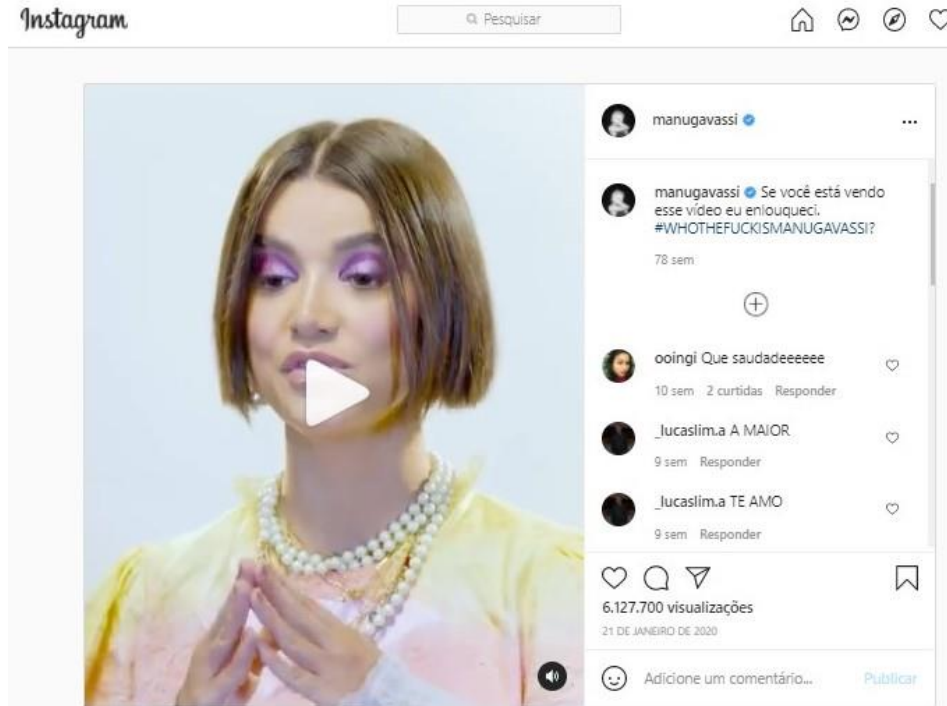 Instagram
Pesquisar
manugavassi
manugavassi Se você está vendo
esse vídeo eu enlouqueci.
#WHOTHEFUCKISMANUGAVASSI?
78 sem
ooingi Que saudadeeeeee
10 sem 2 curtidas Responder
_lucaslim.a A MAIOR
9 sem Responder
_lucaslim.a TE AMO
9 sem Responder
6.127.700 visualizações
21 DE JANEIRO DE 2020
Adicione um comentário... Publicar